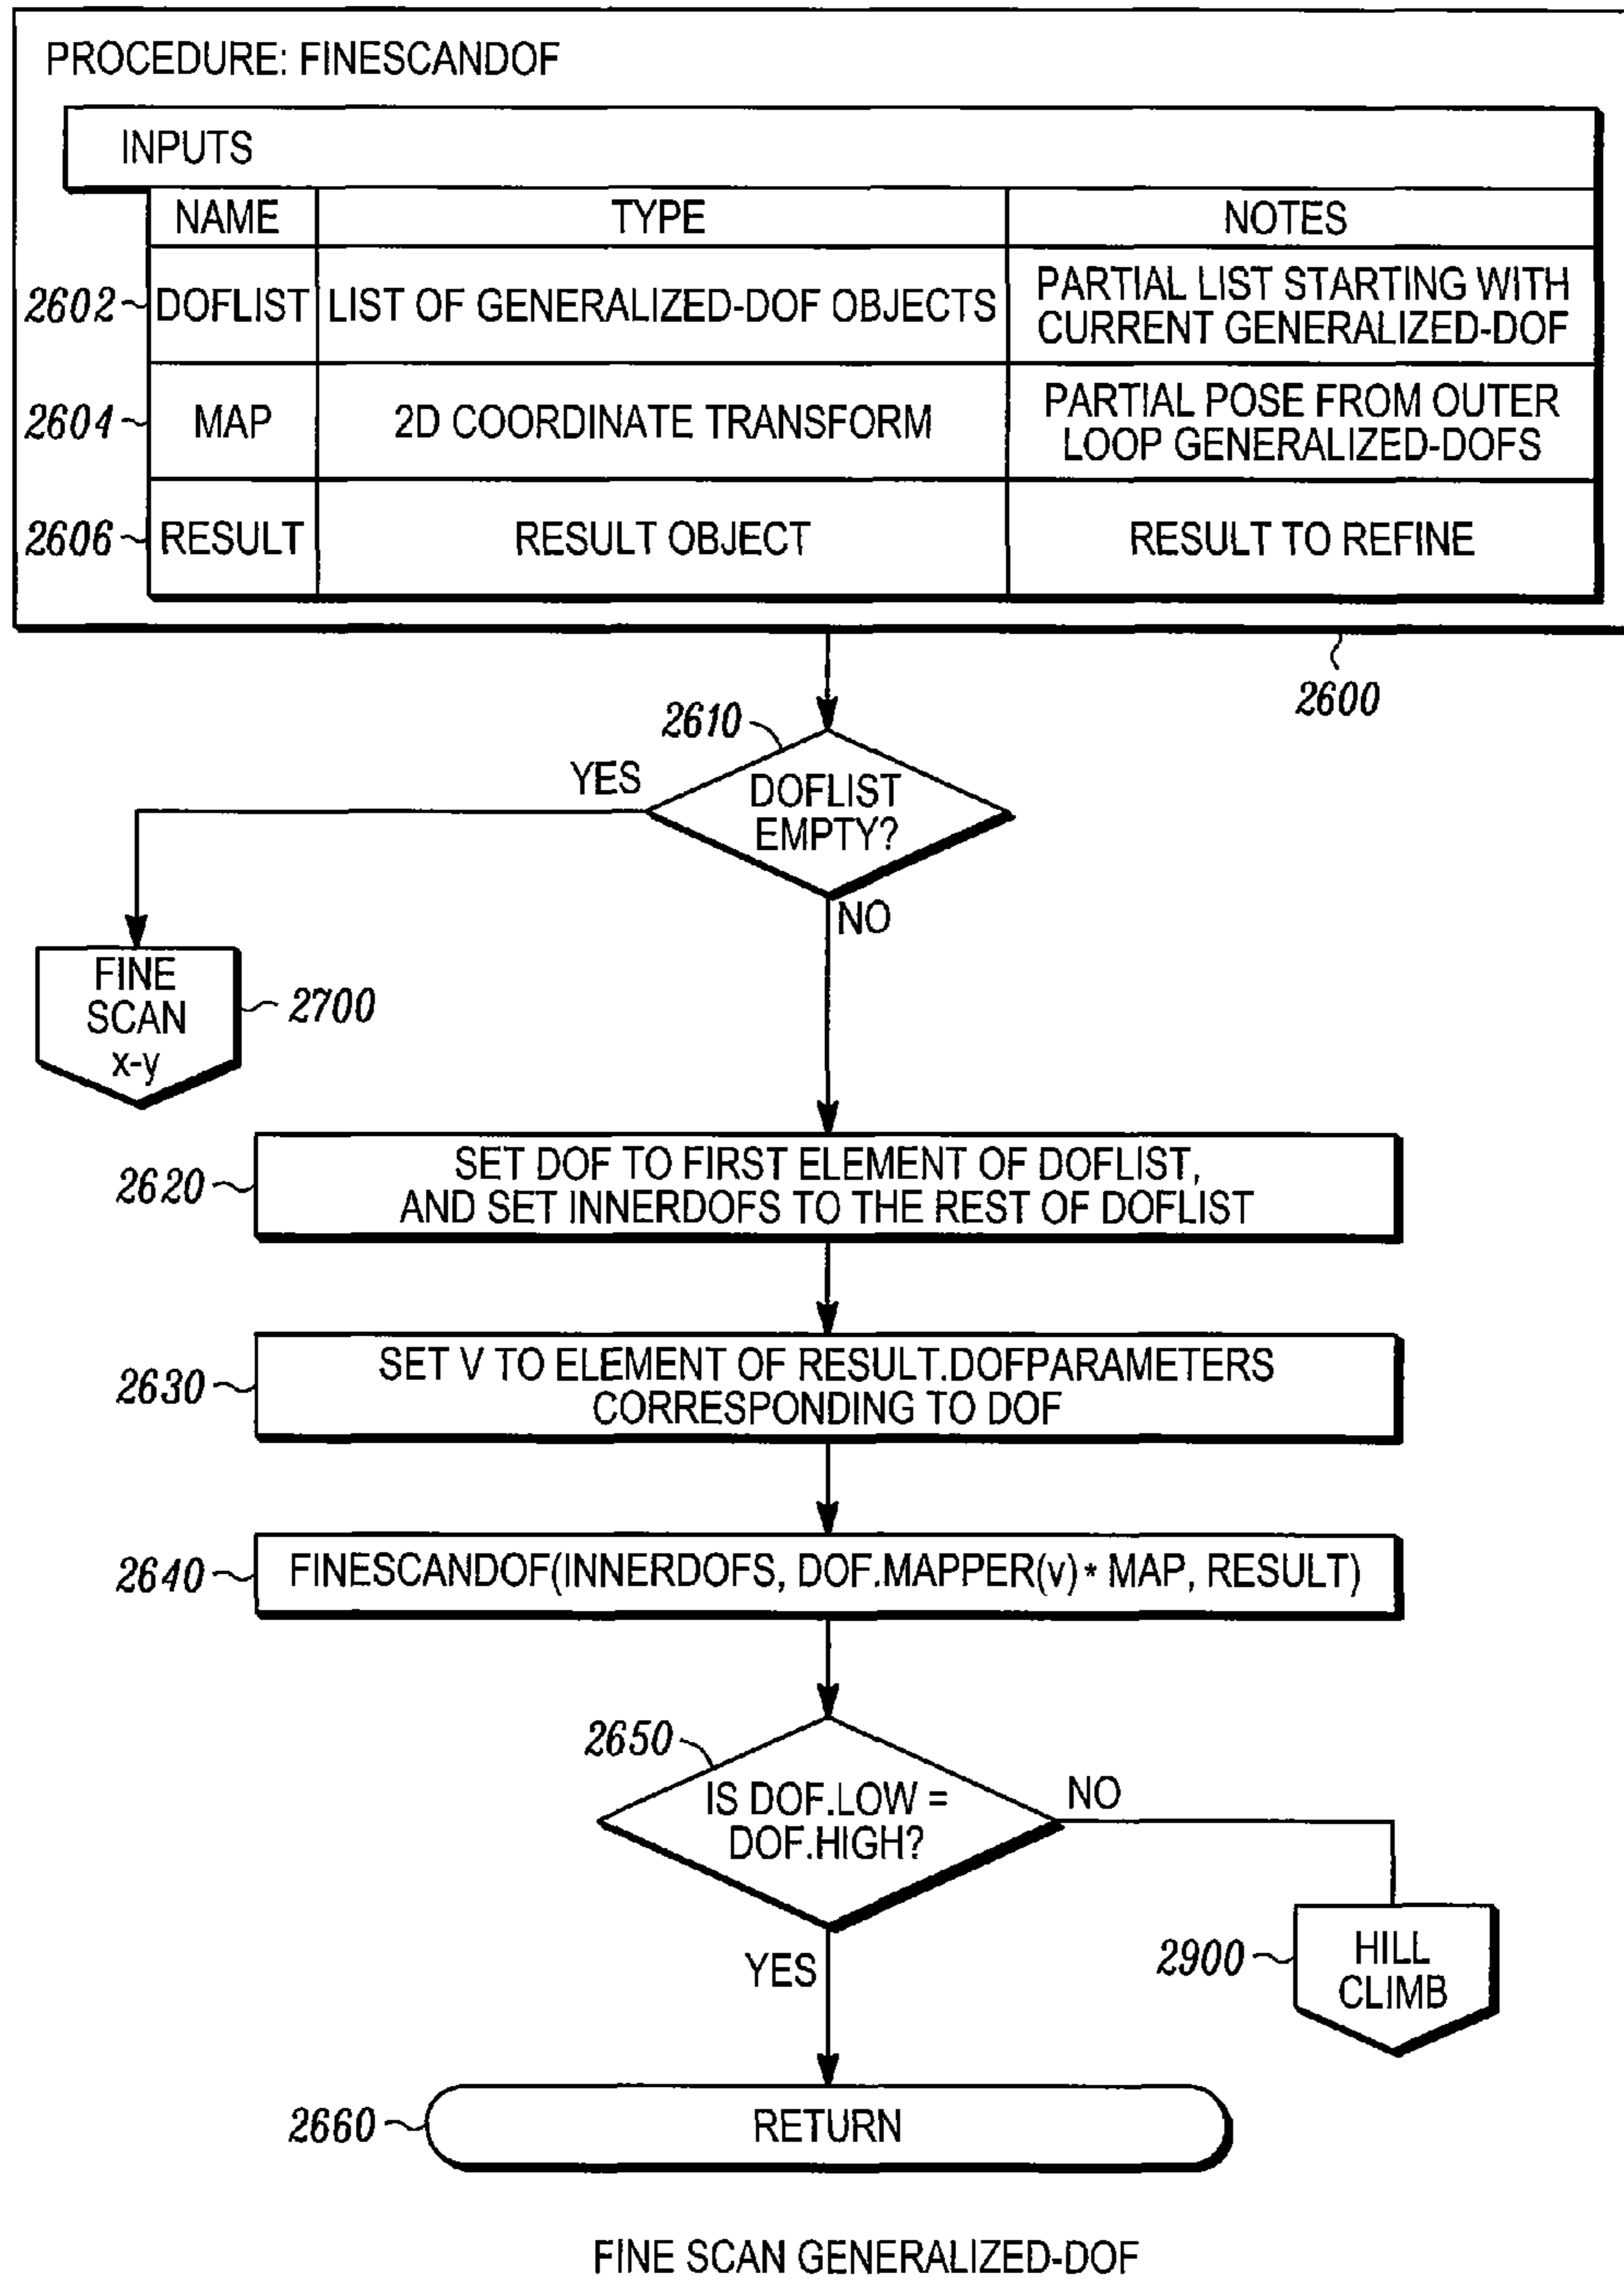 PROCEDURE: FINESCANDOF
INPUTS
NAME TYPE NOTES
2602 DOFLIST LIST OF GENERALIZED-DOF OBJECTS PARTIAL LIST STARTING WITH
CURRENT GENERALIZED-DOF
2604 MAP 2D COORDINATE TRANSFORM PARTIAL POSE FROM OUTER
LOOP GENERALIZED-DOFS
2606 RESULT RESULT OBJECT RESULT TO REFINE
2600
2610
YES
DOFLIST
EMPTY?
NO
FINE
SCAN
x-y
2700
2620
SET DOF TO FIRST ELEMENT OF DOFLIST,
AND SET INNERDOFS TO THE REST OF DOFLIST
2630
SET V TO ELEMENT OF RESULT.DOFPARAMETERS
CORRESPONDING TO DOF
2640
FINESCANDOF(INNERDOFS, DOF.MAPPER(v) * MAP, RESULT)
2650
IS DOF.LOW =
DOF.HIGH?
NO
YES
2900
HILL
CLIMB
2660
RETURN
FINE SCAN GENERALIZED-DOF